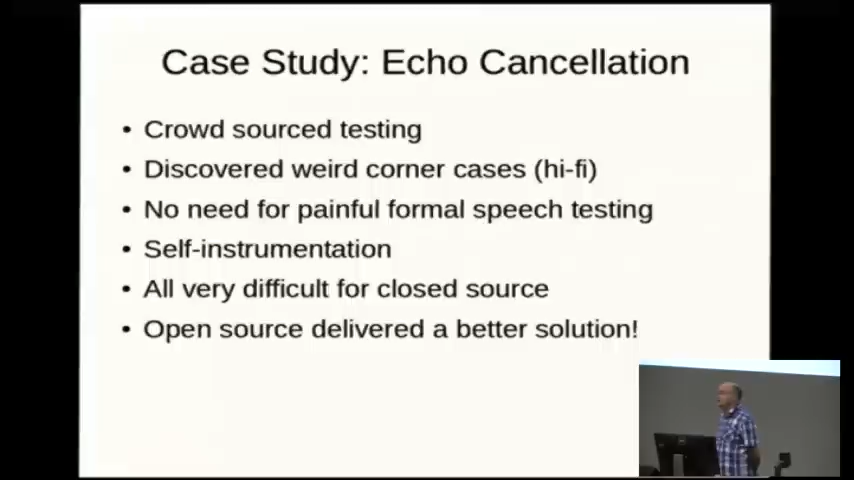 Case Study: Echo Cancellation
• Crowd sourced testing
• Discovered weird corner cases (hi-fi)
• No need for painful formal speech testing
• Self-instrumentation
• All very difficult for closed source
• Open source delivered a better solution!